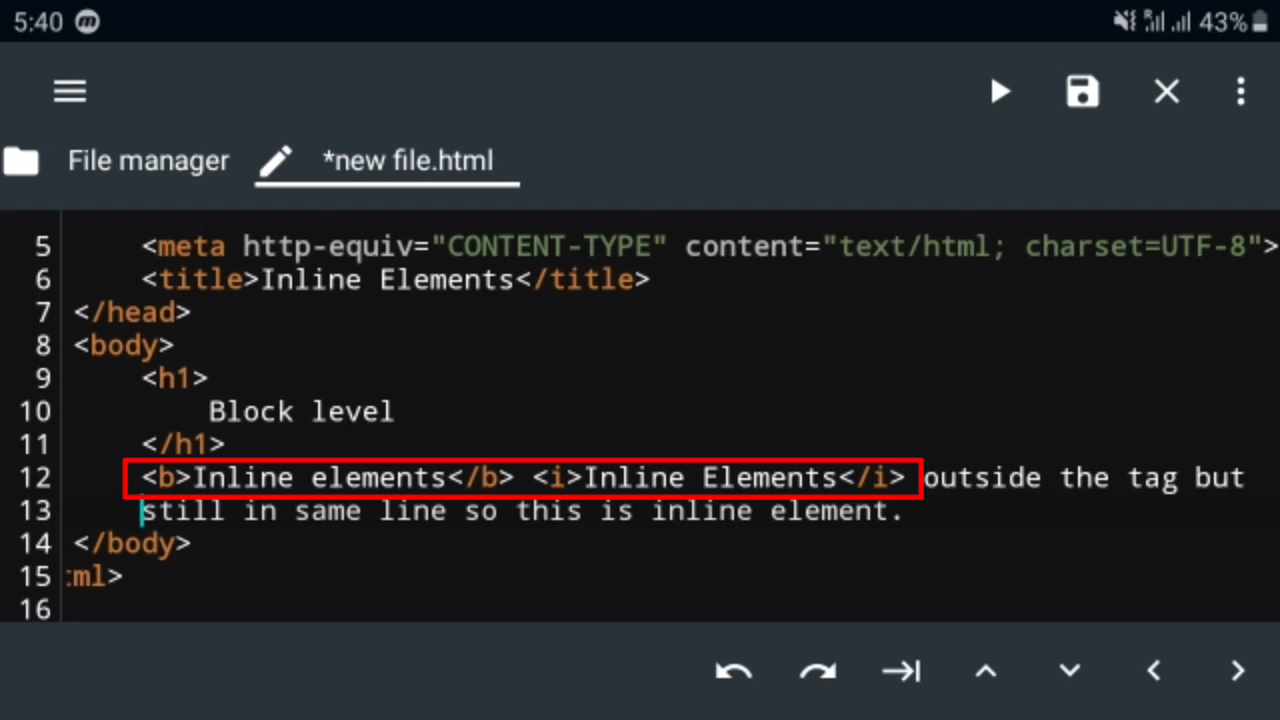 5:40 43%
File manager *new file.html
5 <meta http-equiv="CONTENT-TYPE" content="text/html; charset=UTF-8">
6 <title>Inline Elements</title>
7 </head>
8 <body>
9 <h1>
10 Block level
11 </h1>
12 <b>Inline elements</b> <i>Inline Elements</i> outside the tag but
13 still in same line so this is inline element.
14 </body>
15 :ml>
16